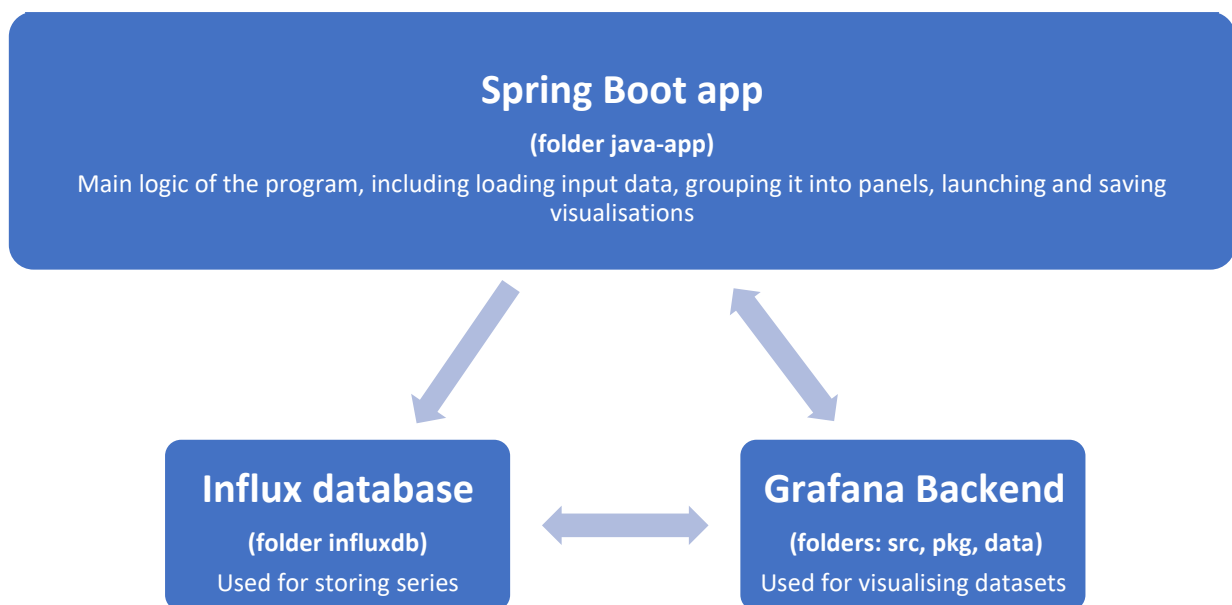 Spring Boot app
(folder java-app)
Main logic of the program, including loading input data, grouping it into panels, launching and saving
visualisations
Influx database
(folder influxdb)
Used for storing series
Grafana Backend
(folders: src, pkg, data)
Used for visualising datasets